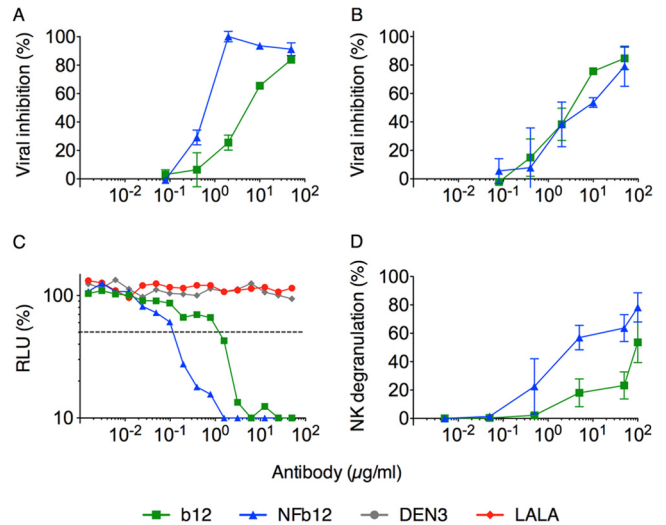 A
B
Viral inhibition (%)
100
80
60
40
20
0
10-2 10-1 100 101 102
Viral inhibition (%)
100
80
60
40
20
0
10-2 10-1 100 101 102
C
D
RLU (%)
100
10
10-2 10-1 100 101 102
NK degranulation (%)
100
80
60
40
20
0
10-2 10-1 100 101 102
Antibody (µg/ml)
b12 NFb12 DEN3 LALA